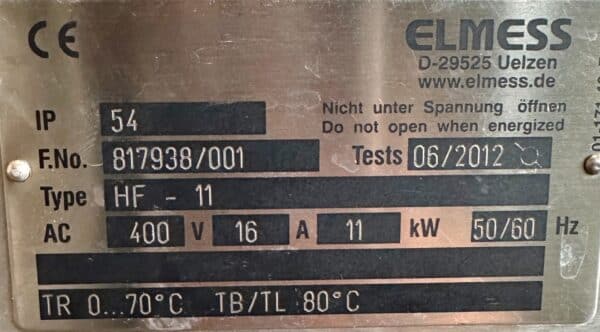 CE
ELMESS
D-29525 Uelzen
www.elmess.de
Nicht unter Spannung öffnen
Do not open when energized
IP 54
F.No. 817938/001 Tests 06/2012
Type HF - 11
AC 400 V 16 A 11 kW 50/60 Hz
TR 0...70°C TB/TL 80°C